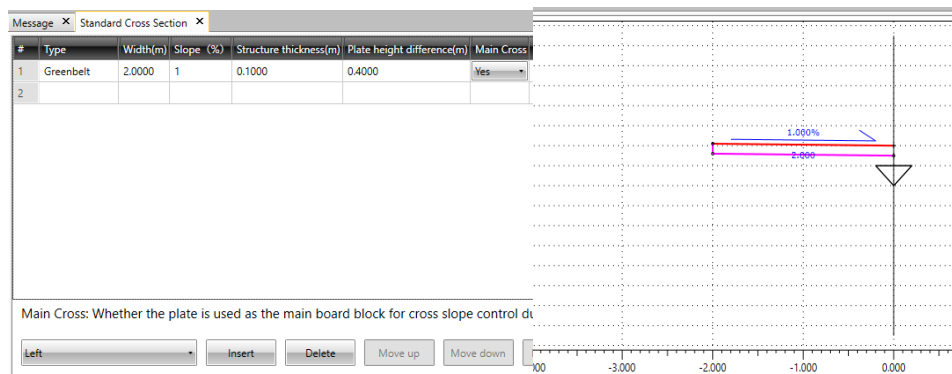 Message × Standard Cross Section ×
# Type Width(m) Slope (%) Structure thickness(m) Plate height difference(m) Main Cross
1 Greenbelt 2.0000 1 0.1000 0.4000 Yes
2
1.000%
2.000
Main Cross: Whether the plate is used as the main board block for cross slope control du
Left Insert Delete Move up Move down
00 -3.000 -2.000 -1.000 0.000